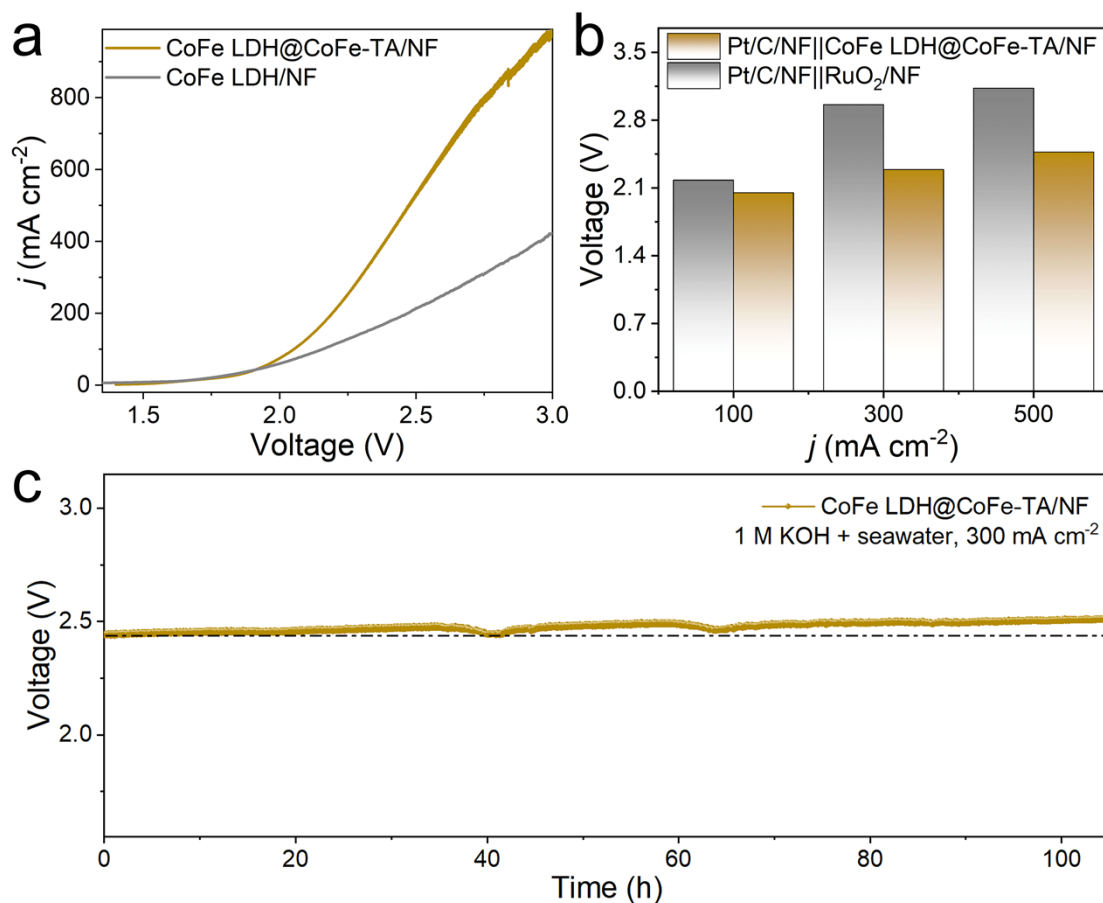 a
CoFe LDH@CoFe-TA/NF
CoFe LDH/NF
j (mA cm⁻²)
800
600
400
200
0
1.5
2.0
2.5
3.0
Voltage (V)
b
Pt/C/NF||CoFe LDH@CoFe-TA/NF
Pt/C/NF||RuO₂/NF
Voltage (V)
3.5
2.8
2.1
1.4
0.7
0.0
100
300
500
j (mA cm⁻²)
c
CoFe LDH@CoFe-TA/NF
1 M KOH + seawater, 300 mA cm⁻²
Voltage (V)
3.0
2.5
2.0
0
20
40
60
80
100
Time (h)